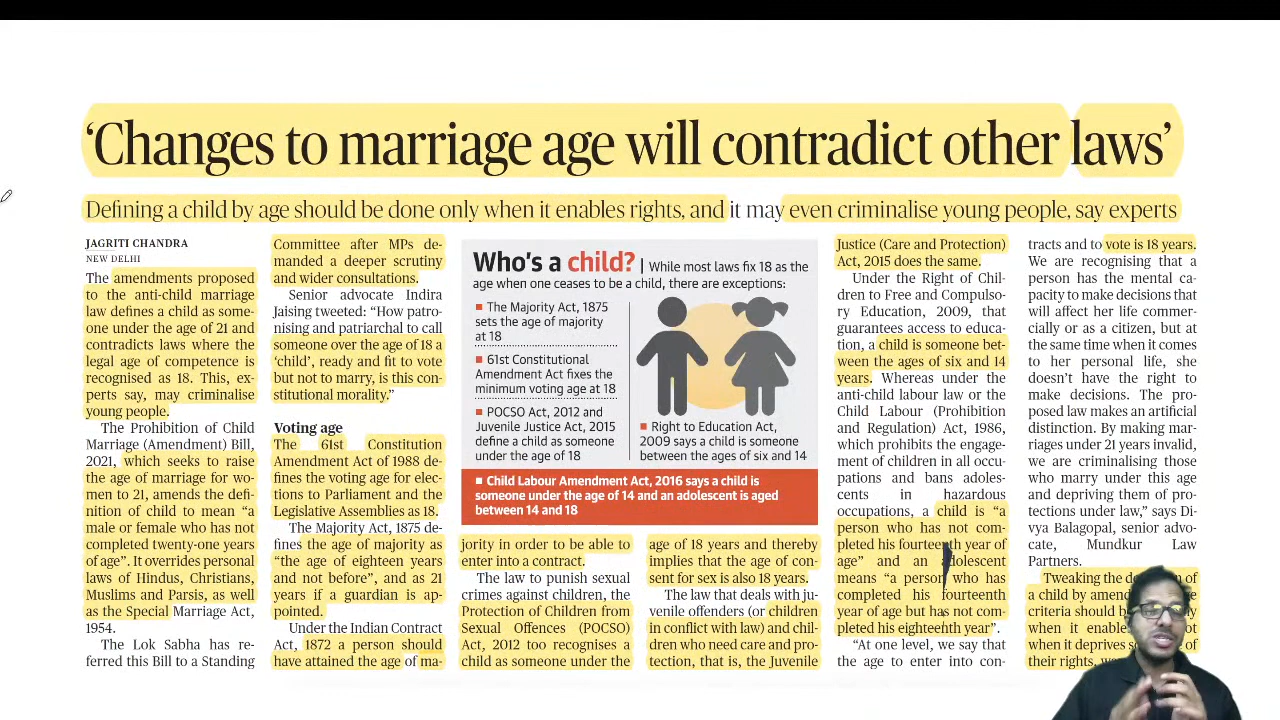 ‘Changes to marriage age will contradict other laws’
Defining a child by age should be done only when it enables rights, and it may even criminalise young people, say experts
JAGRITI CHANDRA
NEW DELHI
The amendments proposed
to the anti-child marriage
law defines a child as some-
one under the age of 21 and
contradicts laws where the
legal age of competence is
recognised as 18. This, ex-
perts say, may criminalise
young people.
The Prohibition of Child
Marriage (Amendment) Bill,
2021, which seeks to raise
the age of marriage for wo-
men to 21, amends the defi-
nition of child to mean “a
male or female who has not
completed twenty-one years
of age”. It overrides personal
laws of Hindus, Christians,
Muslims and Parsis, as well
as the Special Marriage Act,
1954.
The Lok Sabha has re-
ferred this Bill to a Standing
Committee after MPs de-
manded a deeper scrutiny
and wider consultations.
Senior advocate Indira
Jaising tweeted: “How patro-
nising and patriarchal to call
someone over the age of 18 a
‘child’, ready and fit to vote
but not to marry, is this con-
stitutional morality.”
Voting age
The 61st Constitution
Amendment Act of 1988 de-
fines the voting age for elec-
tions to Parliament and the
Legislative Assemblies as 18.
The Majority Act, 1875 de-
fines the age of majority as
“the age of eighteen years
and not before”, and as 21
years if a guardian is ap-
pointed.
Under the Indian Contract
Act, 1872 a person should
have attained the age of ma-
Who's a child? | While most laws fix 18 as the
age when one ceases to be a child, there are exceptions:
■ The Majority Act, 1875
sets the age of majority
at 18
■ 61st Constitutional
Amendment Act fixes the
minimum voting age at 18
■ POCSO Act, 2012 and
Juvenile Justice Act, 2015
define a child as someone
under the age of 18
■ Right to Education Act,
2009 says a child is someone
between the ages of six and 14
■ Child Labour Amendment Act, 2016 says a child is
someone under the age of 14 and an adolescent is aged
between 14 and 18
jority in order to be able to
enter into a contract.
The law to punish sexual
crimes against children, the
Protection of Children from
Sexual Offences (POCSO)
Act, 2012 too recognises a
child as someone under the
age of 18 years and thereby
implies that the age of con-
sent for sex is also 18 years.
The law that deals with ju-
venile offenders (or children
in conflict with law) and chil-
dren who need care and pro-
tection, that is, the Juvenile
Justice (Care and Protection)
Act, 2015 does the same.
Under the Right of Chil-
dren to Free and Compulso-
ry Education, 2009, that
guarantees access to educa-
tion, a child is someone bet-
ween the ages of six and 14
years. Whereas under the
anti-child labour law or the
Child Labour (Prohibition
and Regulation) Act, 1986,
which prohibits the engage-
ment of children in all occu-
pations and bans adoles-
cents in hazardous
occupations, a child is “a
person who has not com-
pleted his fourteenth year of
age” and an adolescent
means “a person who has
completed his fourteenth
year of age but has not com-
pleted his eighteenth year”.
“At one level, we say that
the age to enter into con-
tracts and to vote is 18 years.
We are recognising that a
person has the mental ca-
pacity to make decisions that
will affect her life commer-
cially or as a citizen, but at
the same time when it comes
to her personal life, she
doesn’t have the right to
make decisions. The pro-
posed law makes an artificial
distinction. By making mar-
riages under 21 years invalid,
we are criminalising those
who marry under this age
and depriving them of pro-
tections under law,” says Di-
vya Balagopal, senior advo-
cate, Mundkur Law
Partners.
Tweaking the of
a child by amend
criteria should b
when it enable
when it deprives of
their rights,